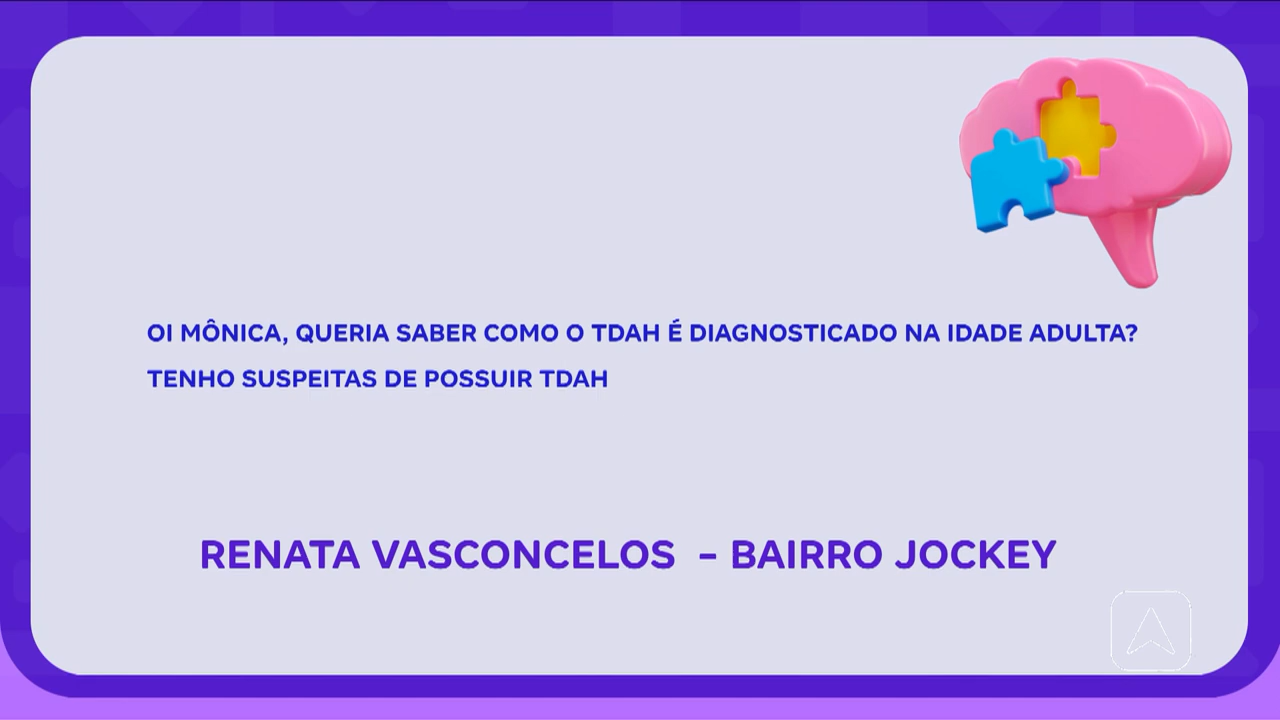 OI MÔNICA, QUERIA SABER COMO O TDAH É DIAGNOSTICADO NA IDADE ADULTA?
TENHO SUSPEITAS DE POSSUIR TDAH
RENATA VASCONCELOS - BAIRRO JOCKEY